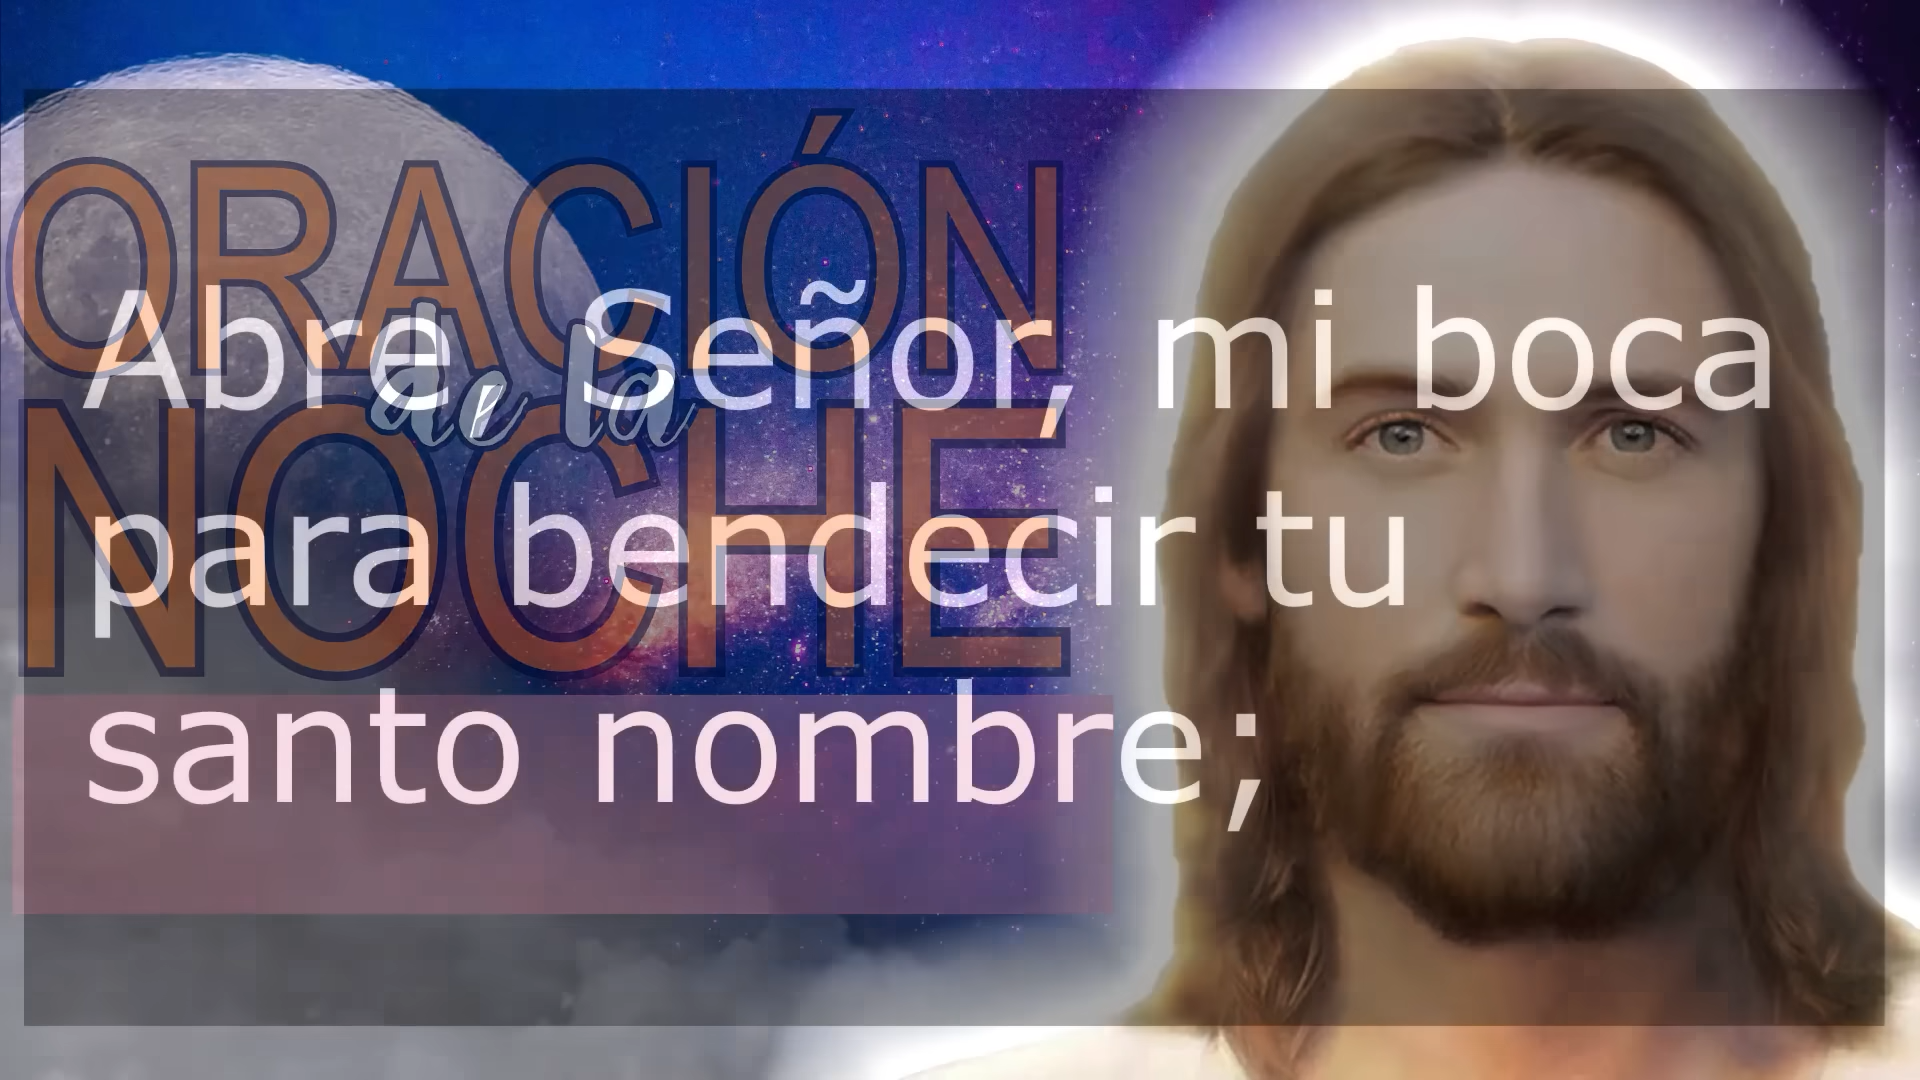 ORACIÓN
de la
NOCHE
Abre, Señor, mi boca
para bendecir tu
santo nombre;